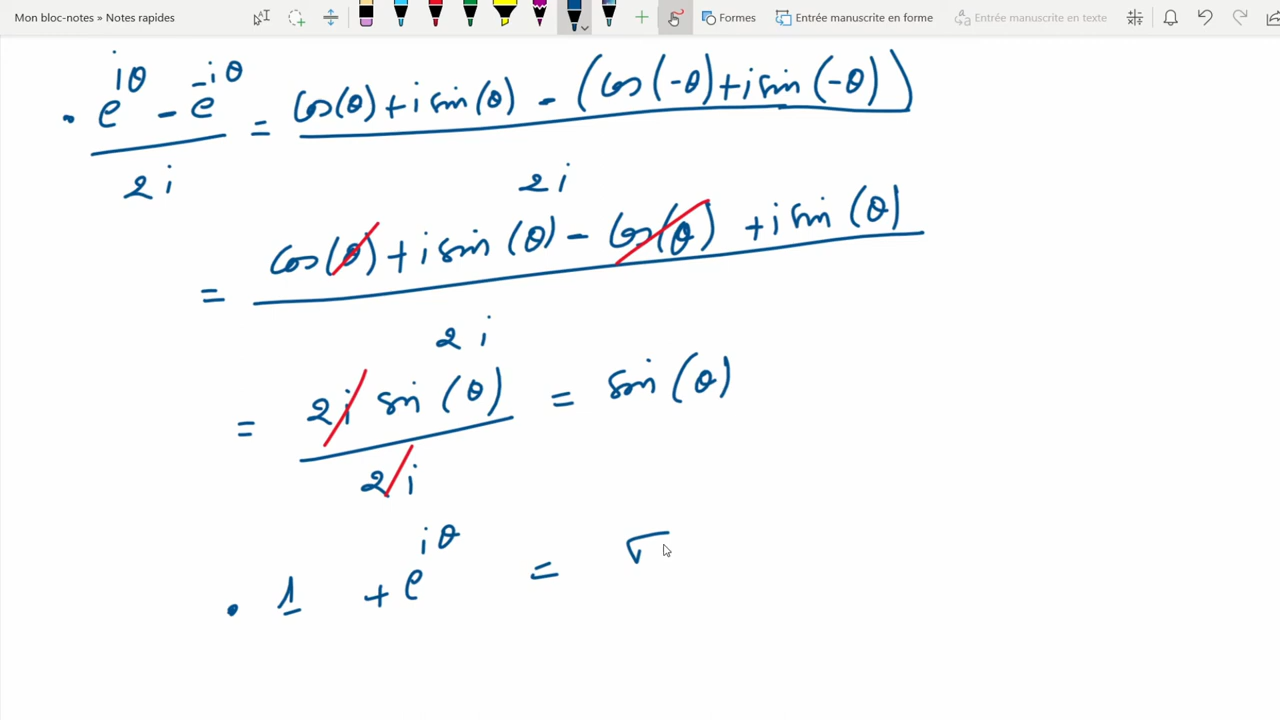 Mon bloc-notes » Notes rapides
Formes
Entrée manuscrite en forme
Entrée manuscrite en texte
• (e^{iθ} - e^{-iθ}) / 2i = (cos(θ) + i sin(θ) - (cos(-θ) + i sin(-θ))) / 2i
= (cos(θ) + i sin(θ) - cos(θ) + i sin(θ)) / 2i
= 2i sin(θ) / 2i = sin(θ)
• 1 + e^{iθ} = √